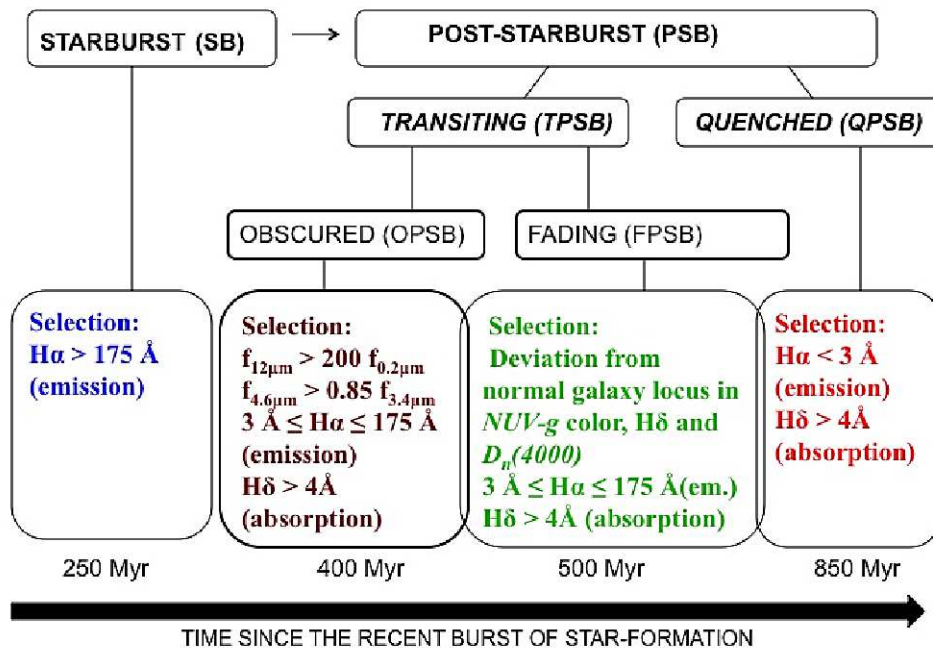 STARBURST (SB)
POST-STARBURST (PSB)
TRANSITING (TPSB)
QUENCHED (QPSB)
OBSCURED (OPSB)
FADING (FPSB)
Selection:
Hα > 175 Å
(emission)
Selection:
f12μm > 200 f0.2μm
f4.6μm > 0.85 f3.4μm
3 Å ≤ Hα ≤ 175 Å
(emission)
Hδ > 4Å
(absorption)
Selection:
Deviation from
normal galaxy locus in
NUV-g color, Hδ and
Dn(4000)
3 Å ≤ Hα ≤ 175 Å(em.)
Hδ > 4Å (absorption)
Selection:
Hα < 3 Å
(emission)
Hδ > 4Å
(absorption)
250 Myr
400 Myr
500 Myr
850 Myr
TIME SINCE THE RECENT BURST OF STAR-FORMATION